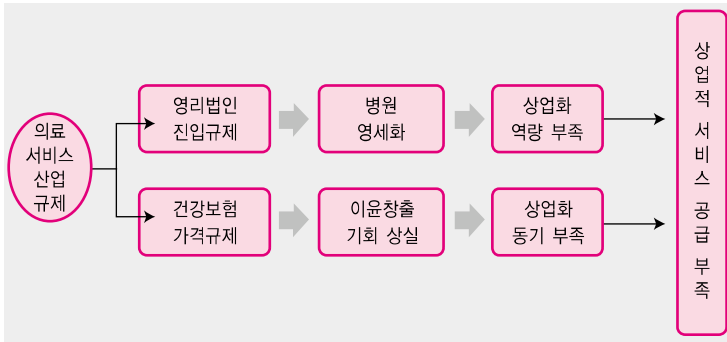 의료
서비스
산업
규제
영리법인
진입규제
병원
영세화
상업화
역량 부족
건강보험
가격규제
이윤창출
기회 상실
상업화
동기 부족
상업적 서비스 공급 부족